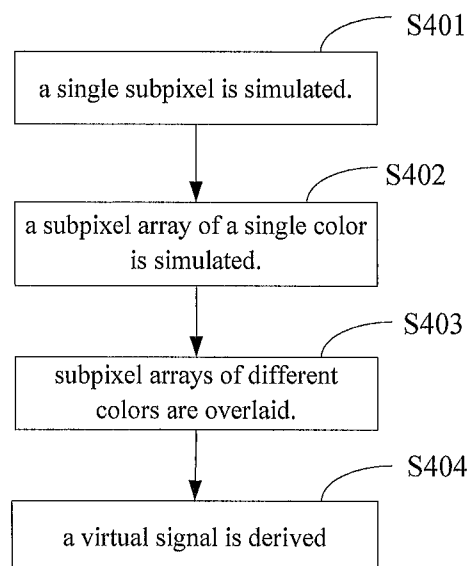 S401
a single subpixel is simulated.
S402
a subpixel array of a single color
is simulated.
S403
subpixel arrays of different
colors are overlaid.
S404
a virtual signal is derived